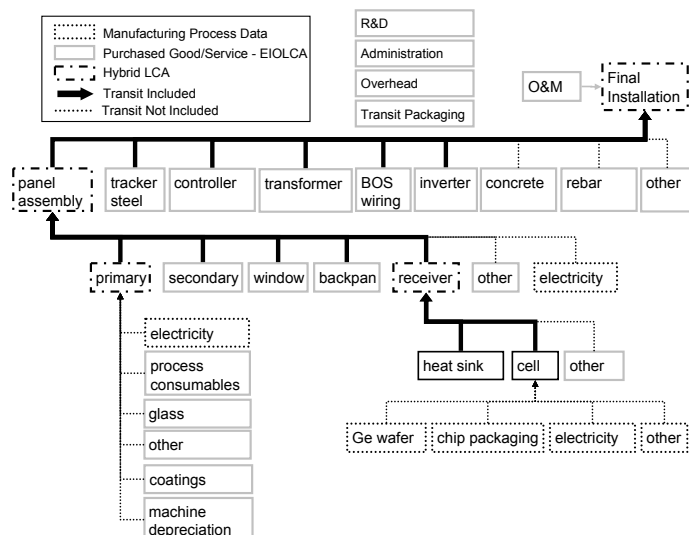 Manufacturing Process Data
Purchased Good/Service - EIOLCA
Hybrid LCA
Transit Included
Transit Not Included
R&D
Administration
Overhead
Transit Packaging
O&M
Final
Installation
panel
assembly
tracker
steel
controller
transformer
BOS
wiring
inverter
concrete
rebar
other
primary
secondary
window
backpan
receiver
other
electricity
electricity
process
consumables
glass
other
coatings
machine
depreciation
heat sink
cell
other
Ge wafer
chip packaging
electricity
other